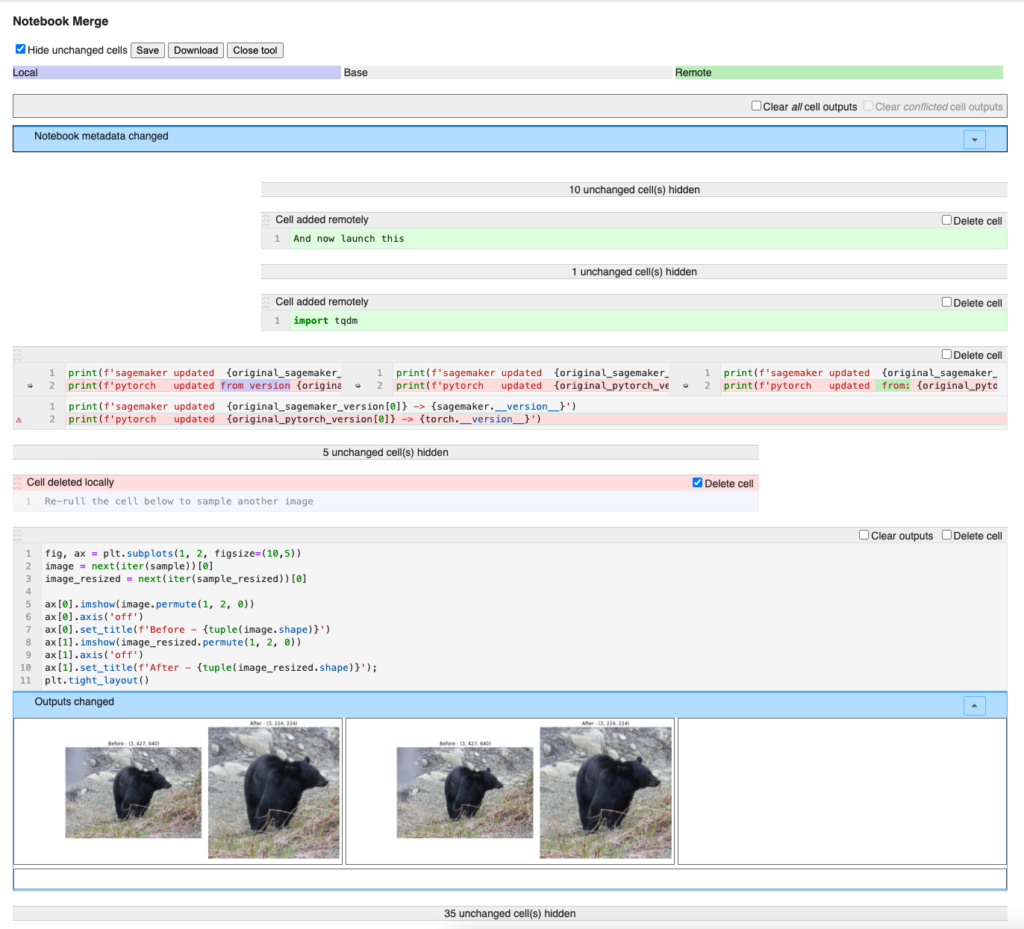 Notebook Merge
Hide unchanged cells Save Download Close tool
Local Base Remote
Clear all cell outputs Clear conflicted cell outputs
Notebook metadata changed
10 unchanged cell(s) hidden
Cell added remotely Delete cell
1 And now launch this
1 unchanged cell(s) hidden
Cell added remotely Delete cell
1 import tqdm
Delete cell
1 print(f'sagemaker updated  {original_sagemaker_ 1 print(f'sagemaker updated  {original_sagemaker_ 1 print(f'sagemaker updated  {original_sagemaker_
2 print(f'pytorch   updated from version {origina 2 print(f'pytorch   updated  {original_pytorch_ve 2 print(f'pytorch   updated  from: {original_pyto
1 print(f'sagemaker updated  {original_sagemaker_version[0]} -> {sagemaker.__version__}')
2 print(f'pytorch   updated  {original_pytorch_version[0]} -> {torch.__version__}')
5 unchanged cell(s) hidden
Cell deleted locally Delete cell
1 Re-rull the cell below to sample another image
Clear outputs Delete cell
1 fig, ax = plt.subplots(1, 2, figsize=(10,5))
2 image = next(iter(sample))[0]
3 image_resized = next(iter(sample_resized))[0]
4
5 ax[0].imshow(image.permute(1, 2, 0))
6 ax[0].axis('off')
7 ax[0].set_title(f'Before - {tuple(image.shape)}')
8 ax[1].imshow(image_resized.permute(1, 2, 0))
9 ax[1].axis('off')
10 ax[1].set_title(f'After - {tuple(image_resized.shape)}');
11 plt.tight_layout()
Outputs changed
After - (3, 224, 224) After - (3, 224, 224)
Before - (3, 427, 640) Before - (3, 427, 640)
35 unchanged cell(s) hidden